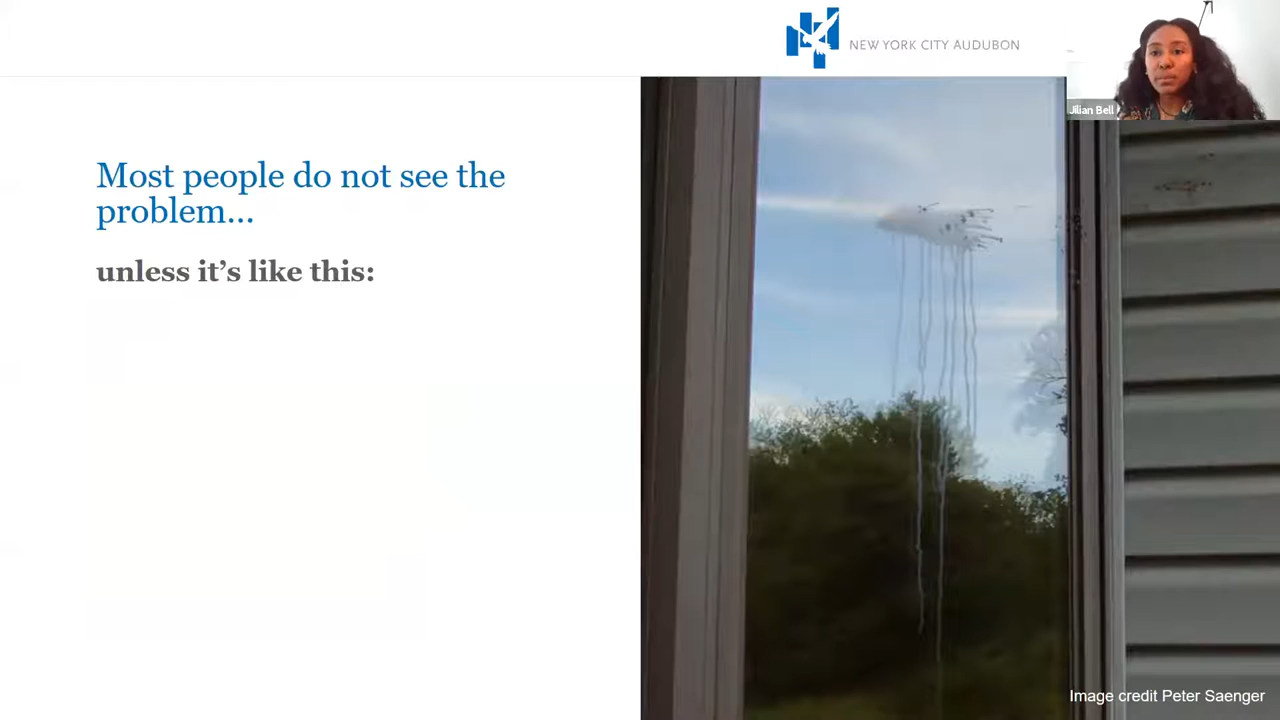 NEW YORK CITY AUDUBON
Jilian Bell
Most people do not see the
problem...
unless it's like this:
Image credit Peter Saenger